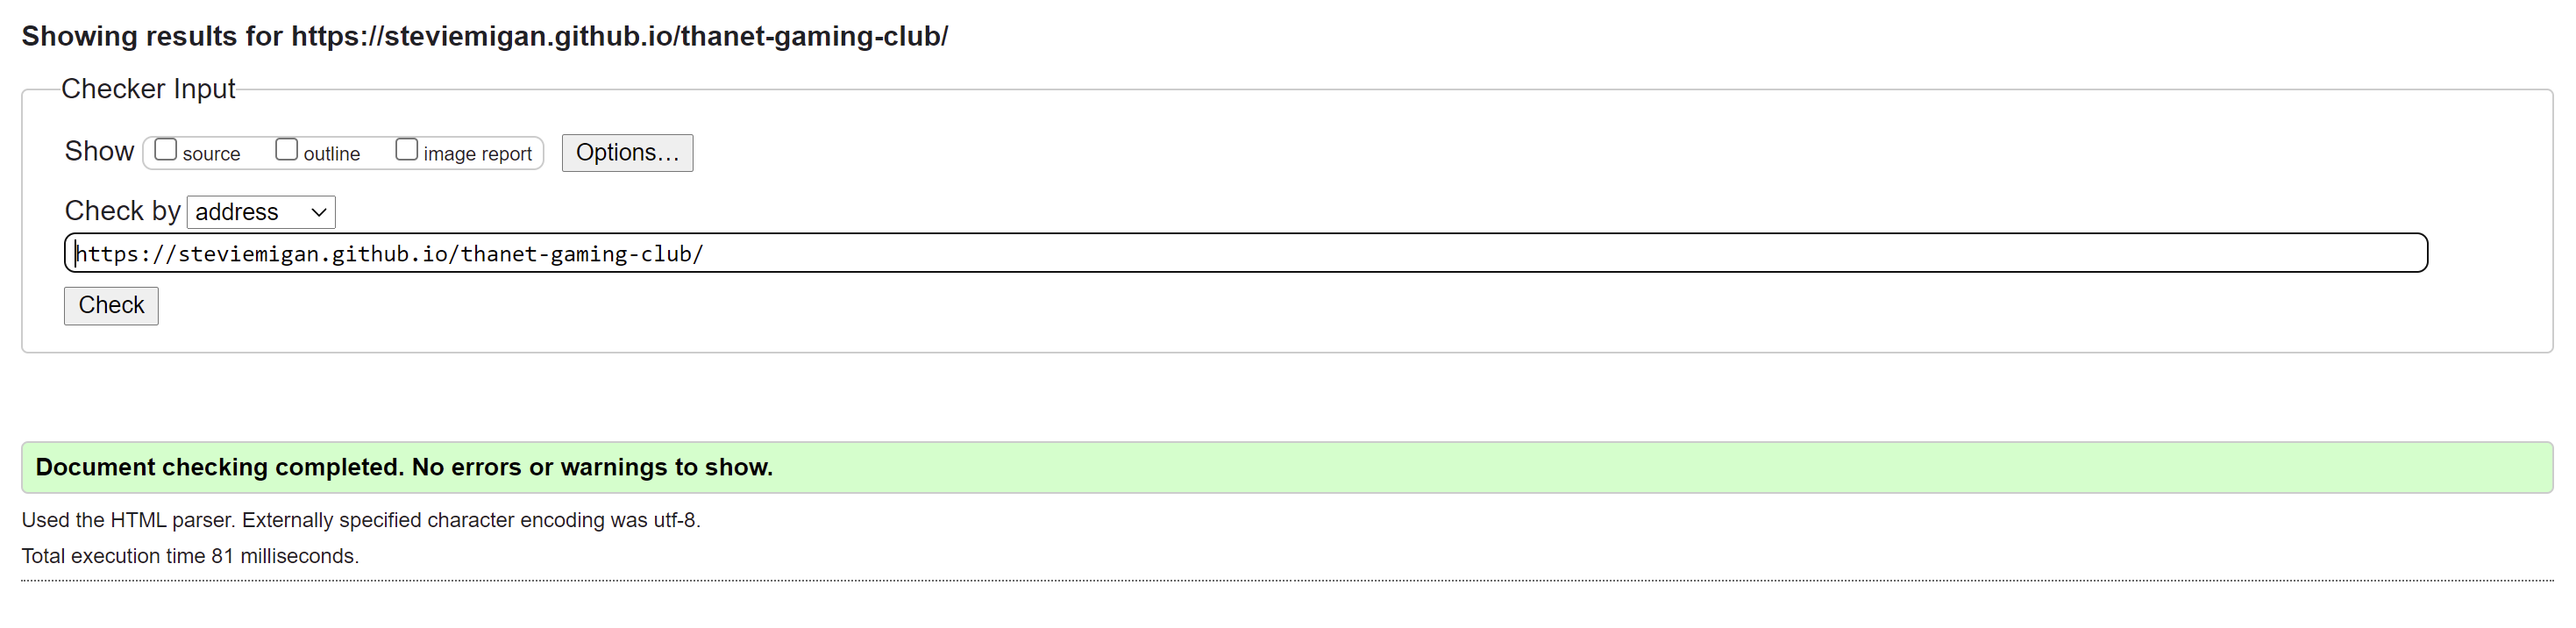 Showing results for https://steviemigan.github.io/thanet-gaming-club/
Checker Input
Show source outline image report Options...
Check by address
https://steviemigan.github.io/thanet-gaming-club/
Check
Document checking completed. No errors or warnings to show.
Used the HTML parser. Externally specified character encoding was utf-8.
Total execution time 81 milliseconds.